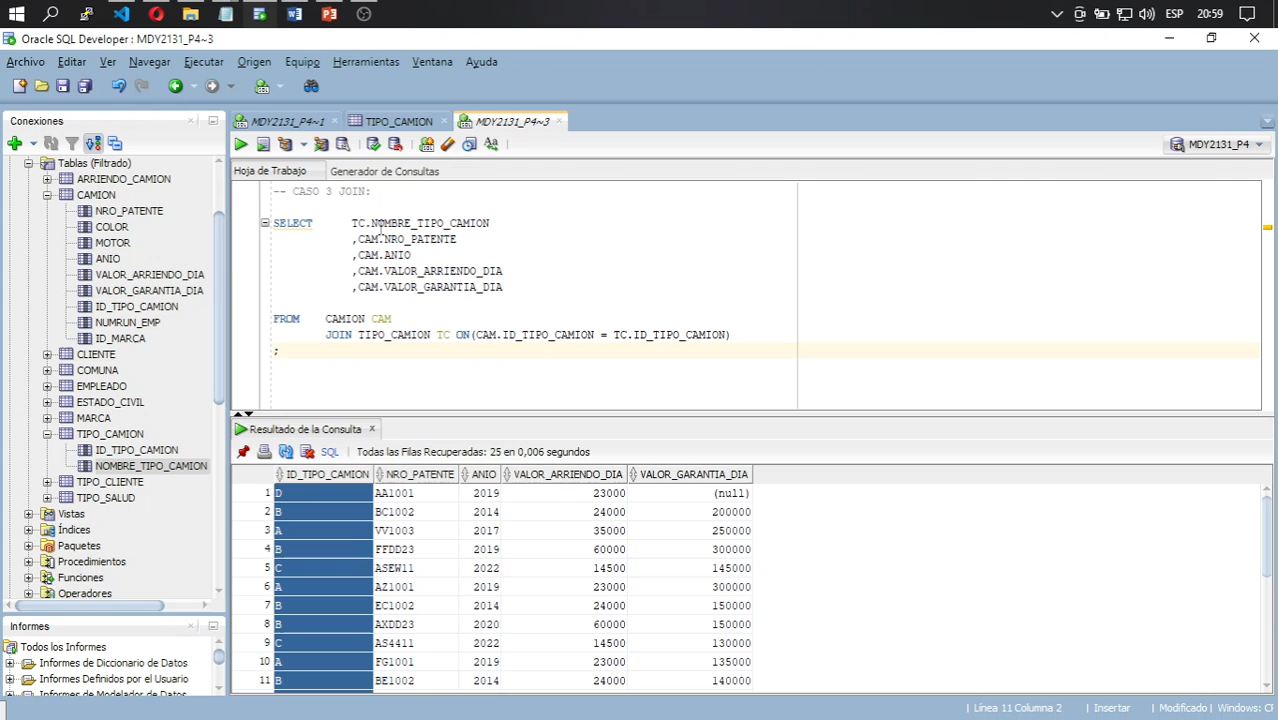 ESP 20:59
Oracle SQL Developer : MDY2131_P4~3
Archivo Editar Ver Navegar Ejecutar Origen Equipo Herramientas Ventana Ayuda
Conexiones
MDY2131_P4~1 TIPO_CAMION MDY2131_P4~3
MDY2131_P4
Hoja de Trabajo Generador de Consultas
Tablas (Filtrado)
ARRIENDO_CAMION
CAMION
NRO_PATENTE
COLOR
MOTOR
ANIO
VALOR_ARRIENDO_DIA
VALOR_GARANTIA_DIA
ID_TIPO_CAMION
NUMRUN_EMP
ID_MARCA
CLIENTE
COMUNA
EMPLEADO
ESTADO_CIVIL
MARCA
TIPO_CAMION
ID_TIPO_CAMION
NOMBRE_TIPO_CAMION
TIPO_CLIENTE
TIPO_SALUD
Vistas
Índices
Paquetes
Procedimientos
Funciones
Operadores
Informes
Todos los Informes
Informes de Diccionario de Datos
Informes Definidos por el Usuario
Informes de Modelador de Datos
-- CASO 3 JOIN:
SELECT TC.NOMBRE_TIPO_CAMION
,CAM.NRO_PATENTE
,CAM.ANIO
,CAM.VALOR_ARRIENDO_DIA
,CAM.VALOR_GARANTIA_DIA
FROM CAMION CAM
JOIN TIPO_CAMION TC ON(CAM.ID_TIPO_CAMION = TC.ID_TIPO_CAMION)
;
Resultado de la Consulta
SQL Todas las Filas Recuperadas: 25 en 0,006 segundos
ID_TIPO_CAMION NRO_PATENTE ANIO VALOR_ARRIENDO_DIA VALOR_GARANTIA_DIA
1 D AA1001 2019 23000 (null)
2 B BC1002 2014 24000 200000
3 A VV1003 2017 35000 250000
4 B FFDD23 2019 60000 300000
5 C ASEW11 2022 14500 145000
6 A AZ1001 2019 23000 300000
7 B EC1002 2014 24000 150000
8 B AXDD23 2020 60000 150000
9 C AS4411 2022 14500 130000
10 A FG1001 2019 23000 135000
11 B BE1002 2014 24000 140000
Línea 11 Columna 2 Insertar Modificado Windows: CF